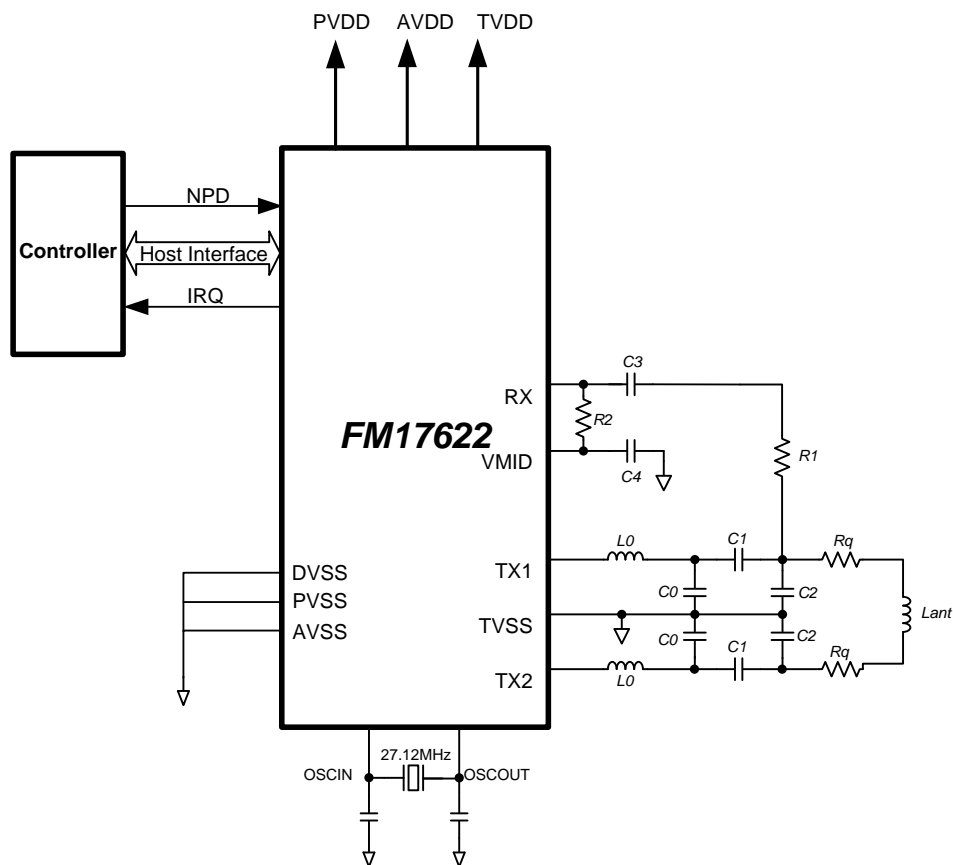 PVDD AVDD TVDD
NPD
Controller
Host Interface
IRQ
C3
RX
R2
FM17622
R1
VMID
C4
L0 C1 Rq
TX1
DVSS
C0 C2
PVSS
Lant
TVSS
AVSS
C0 C1 C2
Rq
TX2
L0
27.12MHz
OSCIN OSCOUT